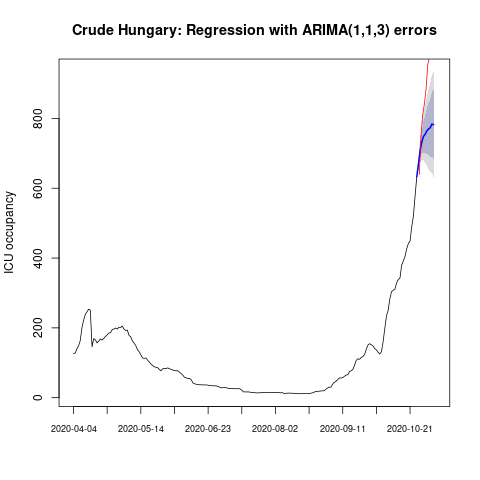 Crude Hungary: Regression with ARIMA(1,1,3) errors
ICU occupancy
800
600
400
200
0
2020-04-04 2020-05-14 2020-06-23 2020-08-02 2020-09-11 2020-10-21